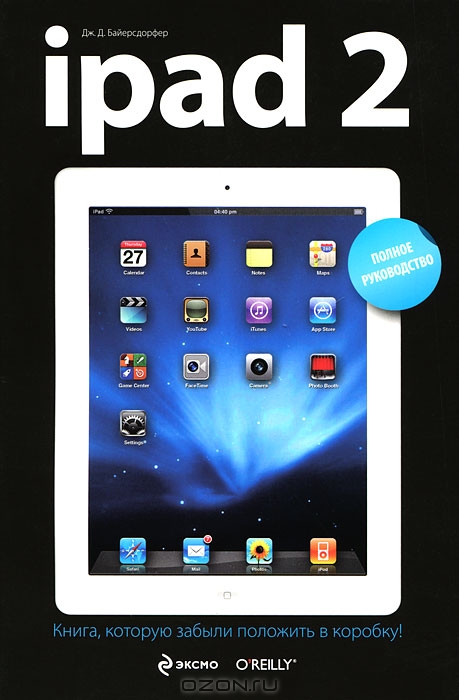 Дж. Д. Байерсдорфер
ipad 2
iPad
04:40 pm
ПОЛНОЕ
РУКОВОДСТВО
Thursday
27
280
Calendar
Contacts
Notes
Maps
Videos
YouTube
iTunes
App Store
Game Center
FaceTime
Camera
Photo Booth
Settings
Safari
Mail
Photos
iPod
Книга, которую забыли положить в коробку!
ЭКСМО
O'REILLY®
OZON.ru